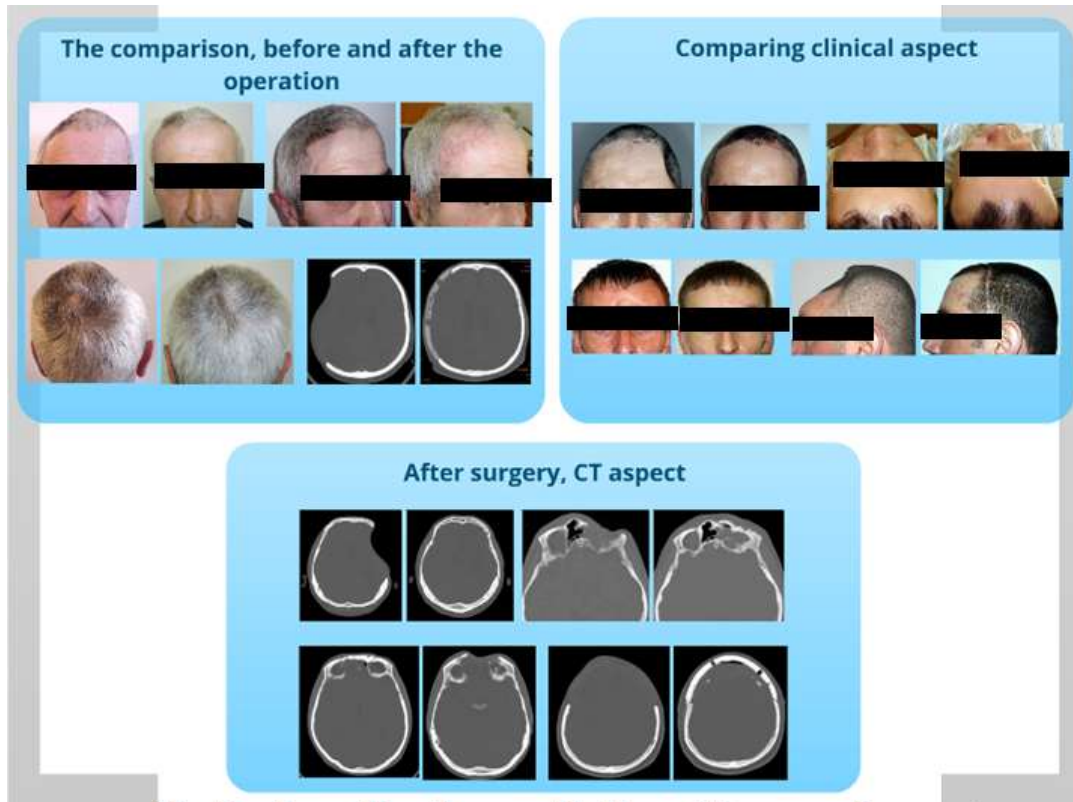 The comparison, before and after the
operation
Comparing clinical aspect
After surgery, CT aspect